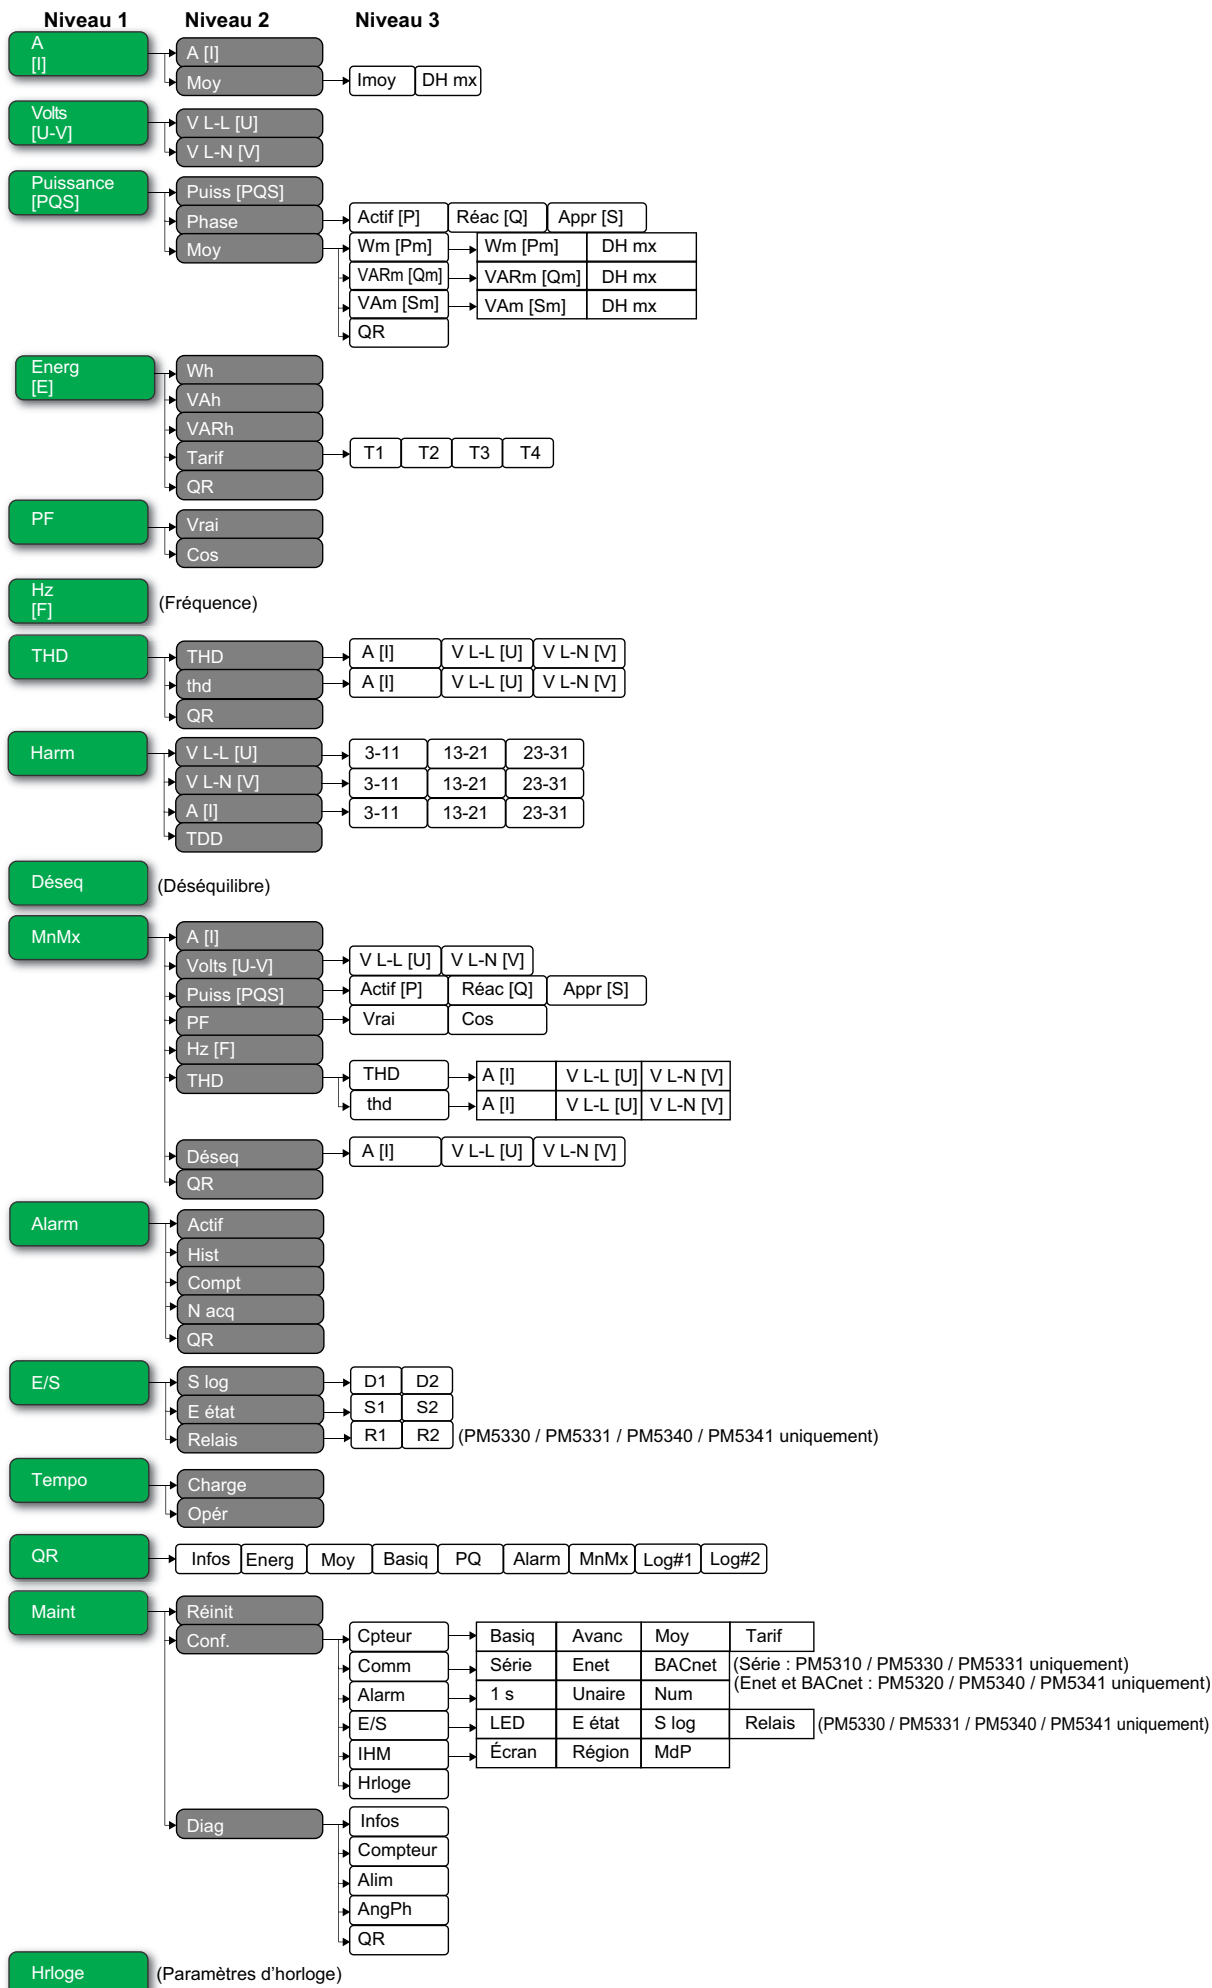 Niveau 1 Niveau 2 Niveau 3
A
[I]
A [I]
Moy Imoy DH mx
Volts
[U-V]
V L-L [U]
V L-N [V]
Puissance
[PQS]
Puiss [PQS]
Phase Actif [P] Réac [Q] Appr [S]
Moy Wm [Pm] Wm [Pm] DH mx
VARm [Qm] VARm [Qm] DH mx
VAm [Sm] VAm [Sm] DH mx
QR
Energ
[E]
Wh
VAh
VARh
Tarif T1 T2 T3 T4
QR
PF Vrai
Cos
Hz
[F]
(Fréquence)
THD THD A [I] V L-L [U] V L-N [V]
thd A [I] V L-L [U] V L-N [V]
QR
Harm V L-L [U] 3-11 13-21 23-31
V L-N [V] 3-11 13-21 23-31
A [I] 3-11 13-21 23-31
TDD
Déseq (Déséquilibre)
MnMx A [I]
Volts [U-V] V L-L [U] V L-N [V]
Puiss [PQS] Actif [P] Réac [Q] Appr [S]
PF Vrai Cos
Hz [F]
THD THD A [I] V L-L [U] V L-N [V]
thd A [I] V L-L [U] V L-N [V]
Déseq A [I] V L-L [U] V L-N [V]
QR
Alarm Actif
Hist
Compt
N acq
QR
E/S S log D1 D2
E état S1 S2
Relais R1 R2 (PM5330 / PM5331 / PM5340 / PM5341 uniquement)
Tempo Charge
Opér
QR Infos Energ Moy Basiq PQ Alarm MnMx Log#1 Log#2
Maint Réinit
Conf. Cpteur Basiq Avanc Moy Tarif
Comm Série Enet BACnet (Série : PM5310 / PM5330 / PM5331 uniquement)
(Enet et BACnet : PM5320 / PM5340 / PM5341 uniquement)
Alarm 1 s Unaire Num
E/S LED E état S log Relais (PM5330 / PM5331 / PM5340 / PM5341 uniquement)
IHM Écran Région MdP
Hrloge
Diag Infos
Compteur
Alim
AngPh
QR
Hrloge (Paramètres d'horloge)